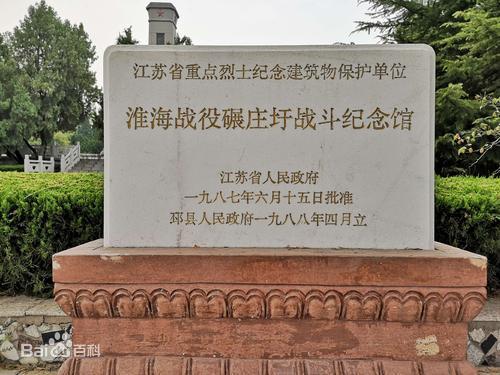 江苏省重点烈士纪念建筑物保护单位
淮海战役碾庄圩战斗纪念馆
江苏省人民政府
一九八七年六月十五日批准
邳县人民政府一九八八年四月立
Bai百科